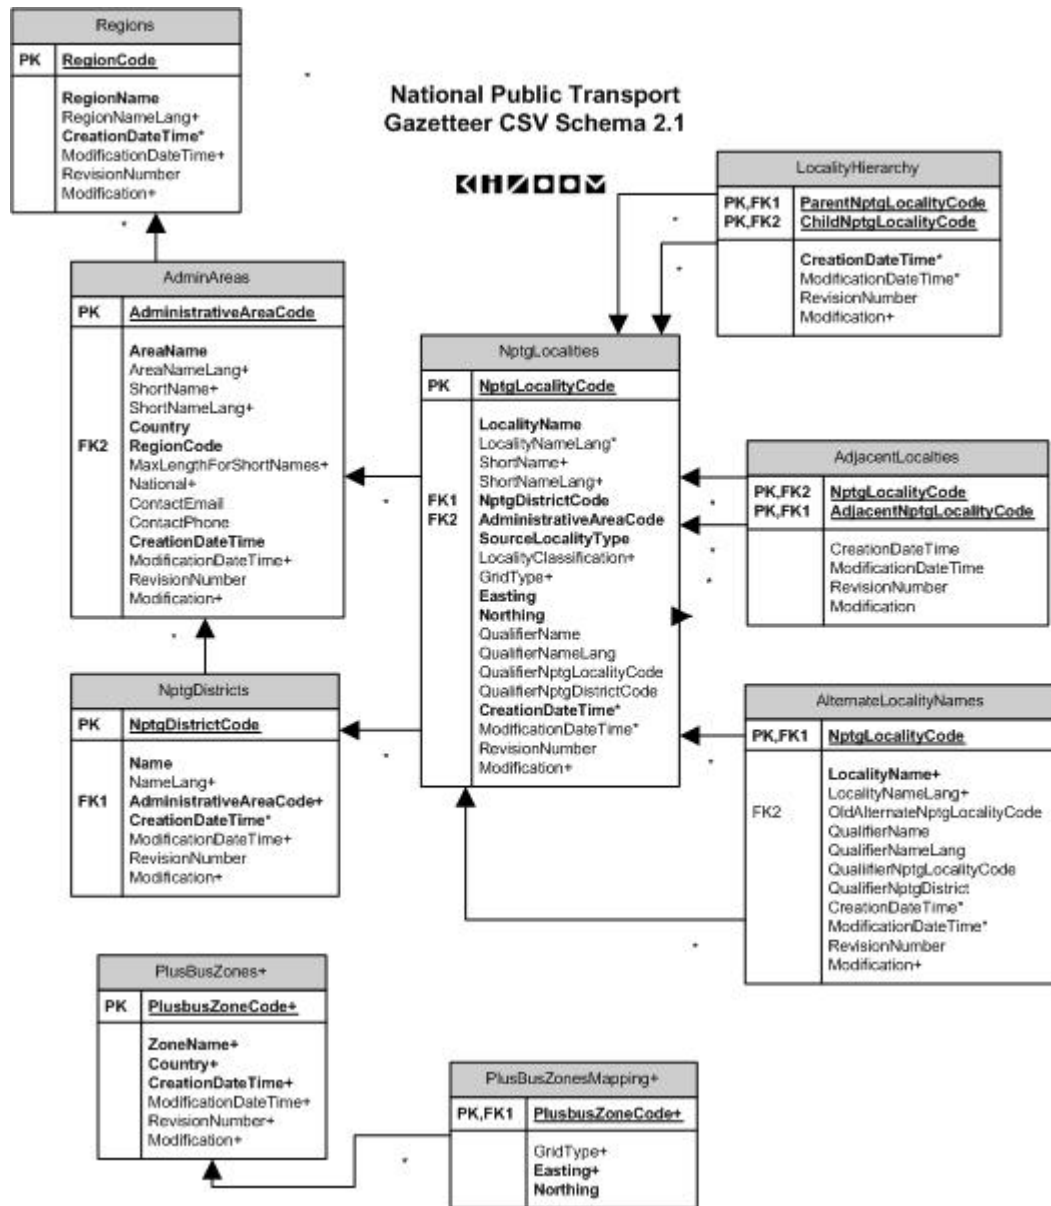 Regions
PK RegionCode
RegionName
RegionNameLang+
CreationDateTime*
ModificationDateTime+
RevisionNumber
Modification+
National Public Transport
Gazetteer CSV Schema 2.1
KIZOOM
LocalityHierarchy
PK,FK1 ParentNptgLocalityCode
PK,FK2 ChildNptgLocalityCode
CreationDateTime*
ModificationDateTime*
RevisionNumber
Modification+
AdminAreas
PK AdministrativeAreaCode
AreaName
AreaNameLang+
ShortName+
ShortNameLang+
Country
FK2 RegionCode
MaxLengthForShortNames+
National+
ContactEmail
ContactPhone
CreationDateTime
ModificationDateTime+
RevisionNumber
Modification+
NptgLocalities
PK NptgLocalityCode
LocalityName
LocalityNameLang*
ShortName+
ShortNameLang+
FK1 NptgDistrictCode
FK2 AdministrativeAreaCode
SourceLocalityType
LocalityClassification+
GridType+
Easting
Northing
QualifierName
QualifierNameLang
QualifierNptgLocalityCode
QualifierNptgDistrictCode
CreationDateTime*
ModificationDateTime*
RevisionNumber
Modification+
AdjacentLocalties
PK,FK2 NptgLocalityCode
PK,FK1 AdjacentNptgLocalityCode
CreationDateTime
ModificationDateTime
RevisionNumber
Modification
NptgDistricts
PK NptgDistrictCode
Name
NameLang+
FK1 AdministrativeAreaCode+
CreationDateTime*
ModificationDateTime+
RevisionNumber
Modification+
AlternateLocalityNames
PK,FK1 NptgLocalityCode
LocalityName+
LocalityNameLang+
FK2 OldAlternateNptgLocalityCode
QualifierName
QualifierNameLang
QualilifierNptgLocalityCode
QualifierNptgDistrict
CreationDateTime*
ModificationDateTime*
RevisionNumber
Modification+
PlusBusZones+
PK PlusbusZoneCode+
ZoneName+
Country+
CreationDateTime+
ModificationDateTime+
RevisionNumber+
Modification+
PlusBusZonesMapping+
PK,FK1 PlusbusZoneCode+
GridType+
Easting+
Northing